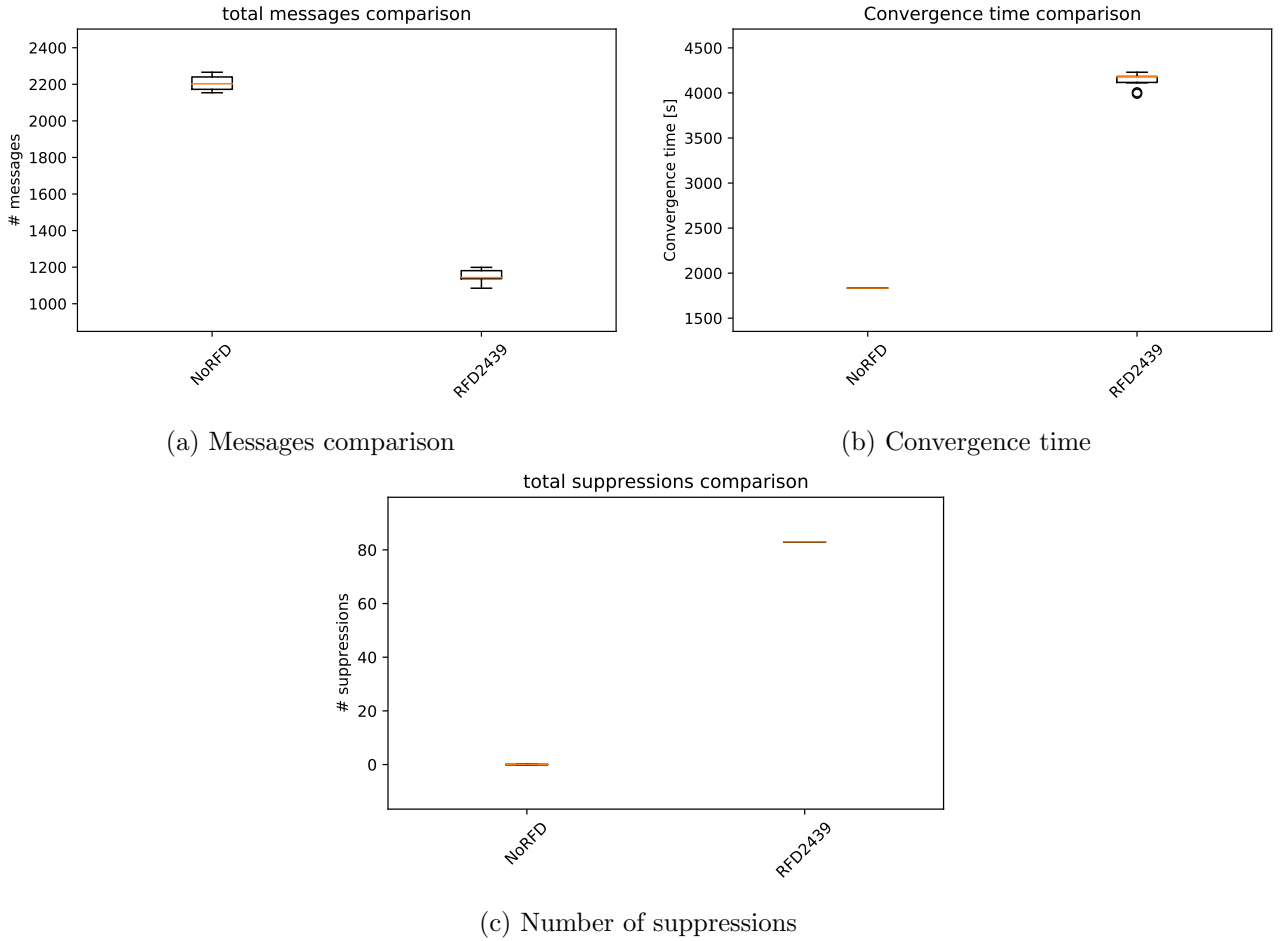 total messages comparison
# messages
2400
2200
2000
1800
1600
1400
1200
1000
NoRFD
RFD2439
(a) Messages comparison
Convergence time comparison
Convergence time [s]
4500
4000
3500
3000
2500
2000
1500
NoRFD
RFD2439
(b) Convergence time
total suppressions comparison
# suppressions
80
60
40
20
0
NoRFD
RFD2439
(c) Number of suppressions